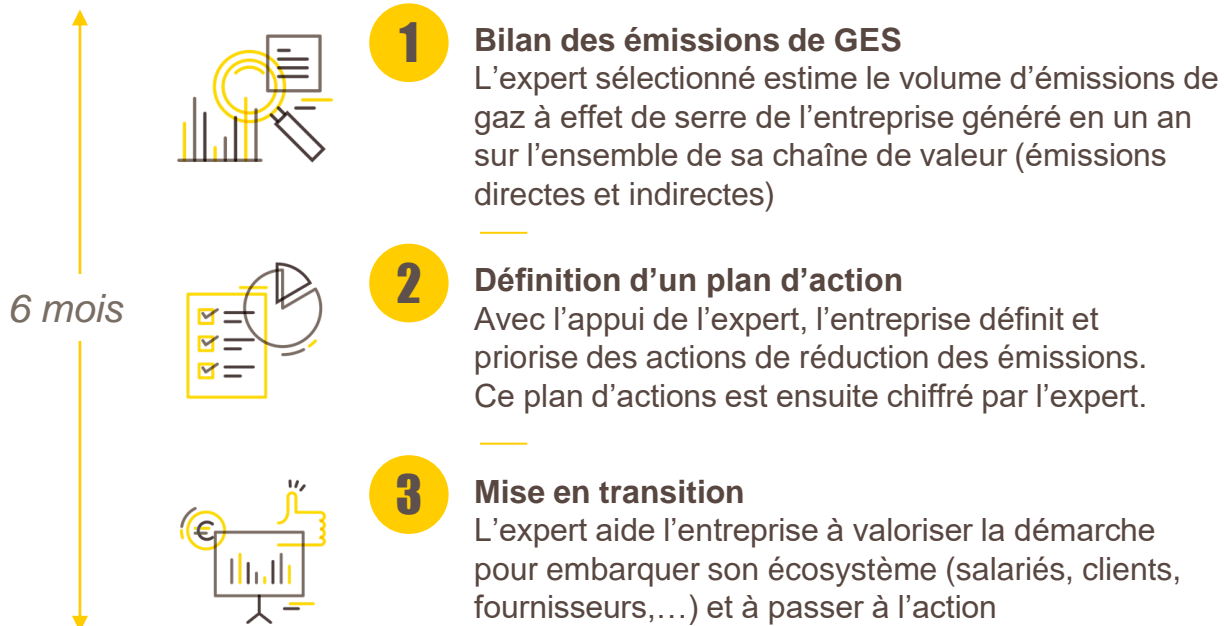 6 mois
1
Bilan des émissions de GES
L’expert sélectionné estime le volume d’émissions de
gaz à effet de serre de l’entreprise généré en un an
sur l’ensemble de sa chaîne de valeur (émissions
directes et indirectes)
2
Définition d’un plan d’action
Avec l’appui de l’expert, l’entreprise définit et
priorise des actions de réduction des émissions.
Ce plan d’actions est ensuite chiffré par l’expert.
3
Mise en transition
L’expert aide l’entreprise à valoriser la démarche
pour embarquer son écosystème (salariés, clients,
fournisseurs,…) et à passer à l’action
€